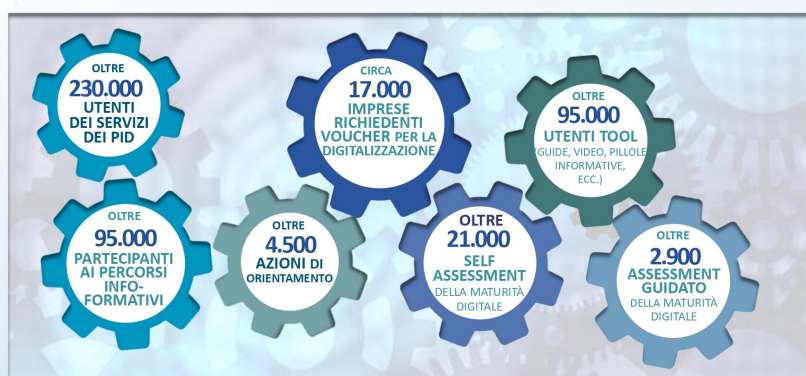 OLTRE
230.000
UTENTI
DEI SERVIZI
DEI PID
CIRCA
17.000
IMPRESE
RICHIEDENTI
VOUCHER PER LA
DIGITALIZZAZIONE
OLTRE
95.000
UTENTI TOOL
(GUIDE, VIDEO, PILLOLE
INFORMATIVE,
ECC.)
OLTRE
95.000
PARTECIPANTI
AI PERCORSI
INFO-
FORMATIVI
OLTRE
4.500
AZIONI DI
ORIENTAMENTO
OLTRE
21.000
SELF
ASSESSMENT
DELLA MATURITÀ
DIGITALE
OLTRE
2.900
ASSESSMENT
GUIDATO
DELLA MATURITÀ
DIGITALE